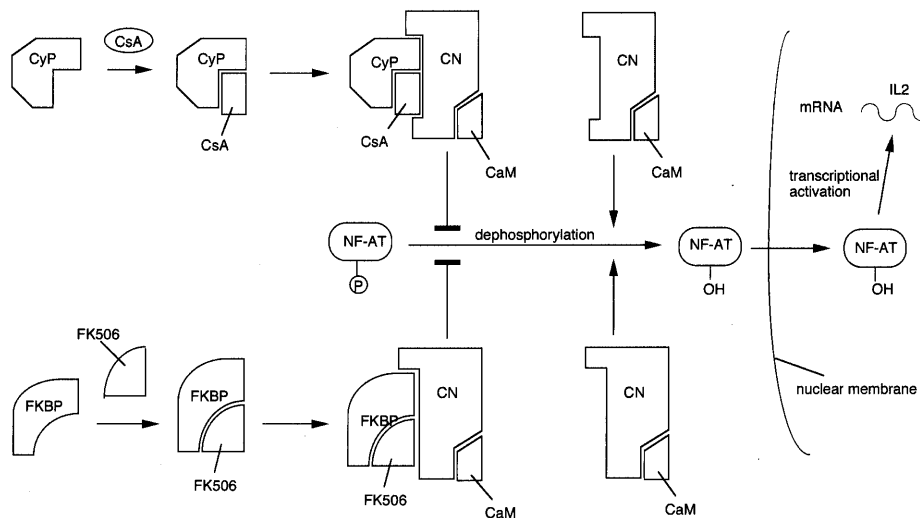 CyP
CsA
CyP
CsA
CyP
CN
CsA
CaM
CN
CaM
mRNA
IL2
transcriptional
activation
NF-AT
P
dephosphorylation
NF-AT
OH
NF-AT
OH
nuclear membrane
FK506
FKBP
FKBP
FK506
FKBP
CN
FK506
CaM
CN
CaM